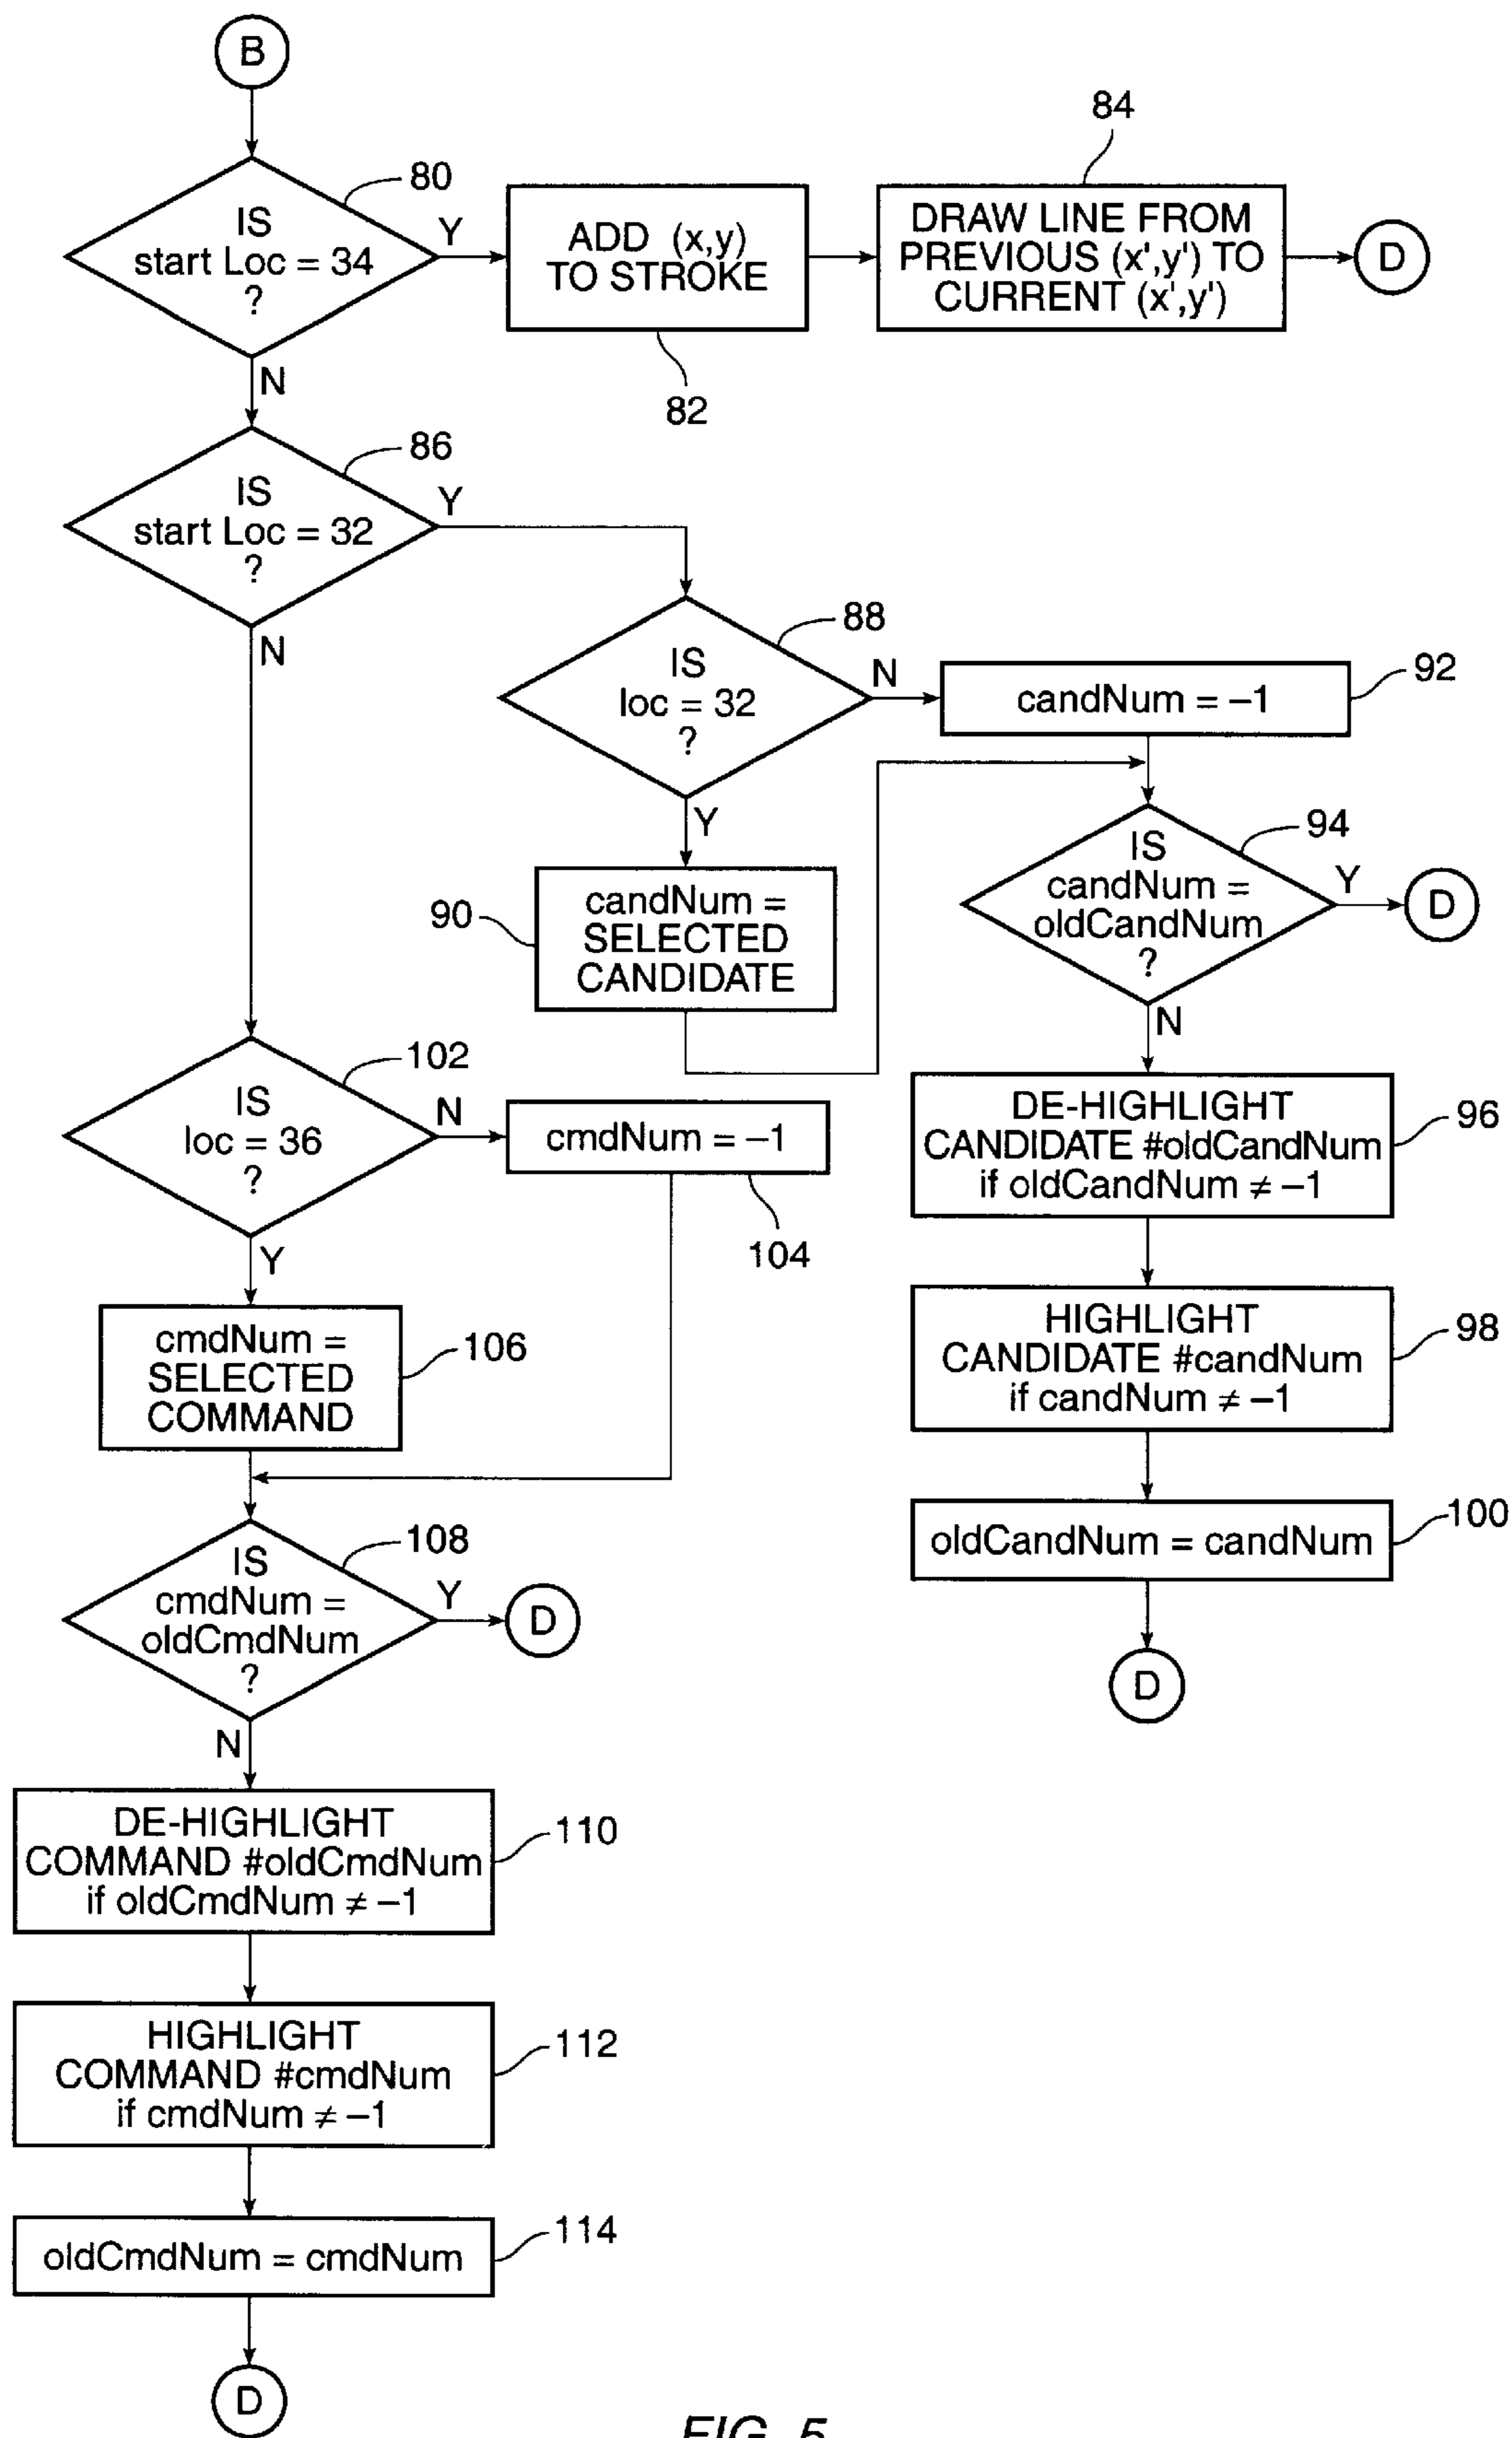 B
80
IS
start Loc = 34
?
Y
N
ADD (x,y)
TO STROKE
82
84
DRAW LINE FROM
PREVIOUS (x',y') TO
CURRENT (x',y')
D
86
IS
start Loc = 32
?
Y
N
88
IS
loc = 32
?
N
Y
92
candNum = –1
90
candNum =
SELECTED
CANDIDATE
94
IS
candNum =
oldCandNum
?
Y
D
N
96
DE-HIGHLIGHT
CANDIDATE #oldCandNum
if oldCandNum ≠ –1
98
HIGHLIGHT
CANDIDATE #candNum
if candNum ≠ –1
100
oldCandNum = candNum
D
102
IS
loc = 36
?
N
Y
cmdNum = –1
104
106
cmdNum =
SELECTED
COMMAND
108
IS
cmdNum =
oldCmdNum
?
Y
D
N
110
DE-HIGHLIGHT
COMMAND #oldCmdNum
if oldCmdNum ≠ –1
112
HIGHLIGHT
COMMAND #cmdNum
if cmdNum ≠ –1
114
oldCmdNum = cmdNum
D
FIG. 5